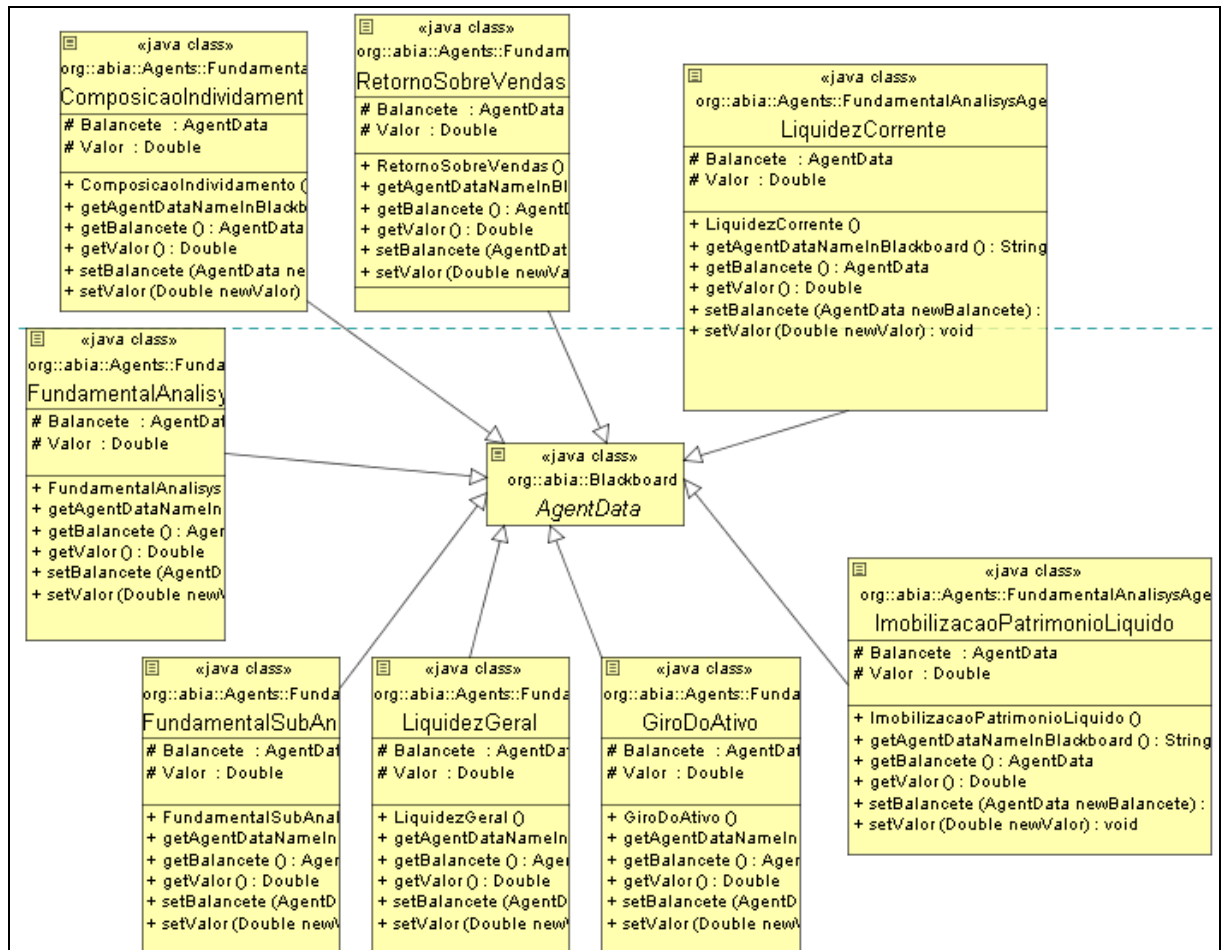 «java class»
org::abia::Agents::Fundamenta
ComposicaoIndividament
# Balancete : AgentData
# Valor : Double
+ ComposicaoIndividamento (
+ getAgentDataNameInBlackb
+ getBalancete () : AgentData
+ getValor () : Double
+ setBalancete (AgentData ne
+ setValor (Double newValor)
«java class»
org::abia::Agents::Fundam
RetornoSobreVendas
# Balancete : AgentData
# Valor : Double
+ RetornoSobreVendas ()
+ getAgentDataNameInBl
+ getBalancete () : Agent
+ getValor () : Double
+ setBalancete (AgentDat
+ setValor (Double newVa
«java class»
org::abia::Agents::FundamentalAnalisysAge
LiquidezCorrente
# Balancete : AgentData
# Valor : Double
+ LiquidezCorrente ()
+ getAgentDataNameInBlackboard () : String
+ getBalancete () : AgentData
+ getValor () : Double
+ setBalancete (AgentData newBalancete) :
+ setValor (Double newValor) : void
«java class»
org::abia::Agents::Funda
FundamentalAnalisy
# Balancete : AgentDat
# Valor : Double
+ FundamentalAnalisys
+ getAgentDataNameIn
+ getBalancete () : Agen
+ getValor () : Double
+ setBalancete (AgentD
+ setValor (Double new
«java class»
org::abia::Blackboard
AgentData
«java class»
org::abia::Agents::FundamentalAnalisysAge
ImobilizacaoPatrimonioLiquido
# Balancete : AgentData
# Valor : Double
+ ImobilizacaoPatrimonioLiquido ()
+ getAgentDataNameInBlackboard () : String
+ getBalancete () : AgentData
+ getValor () : Double
+ setBalancete (AgentData newBalancete) :
+ setValor (Double newValor) : void
«java class»
org::abia::Agents::Funda
FundamentalSubAn
# Balancete : AgentDat
# Valor : Double
+ FundamentalSubAnal
+ getAgentDataNameIn
+ getBalancete () : Agen
+ getValor () : Double
+ setBalancete (AgentD
+ setValor (Double new
«java class»
org::abia::Agents::Funda
LiquidezGeral
# Balancete : AgentDat
# Valor : Double
+ LiquidezGeral ()
+ getAgentDataNameIn
+ getBalancete () : Agen
+ getValor () : Double
+ setBalancete (AgentD
+ setValor (Double new
«java class»
org::abia::Agents::Funda
GiroDoAtivo
# Balancete : AgentDat
# Valor : Double
+ GiroDoAtivo ()
+ getAgentDataNameIn
+ getBalancete () : Agen
+ getValor () : Double
+ setBalancete (AgentD
+ setValor (Double new